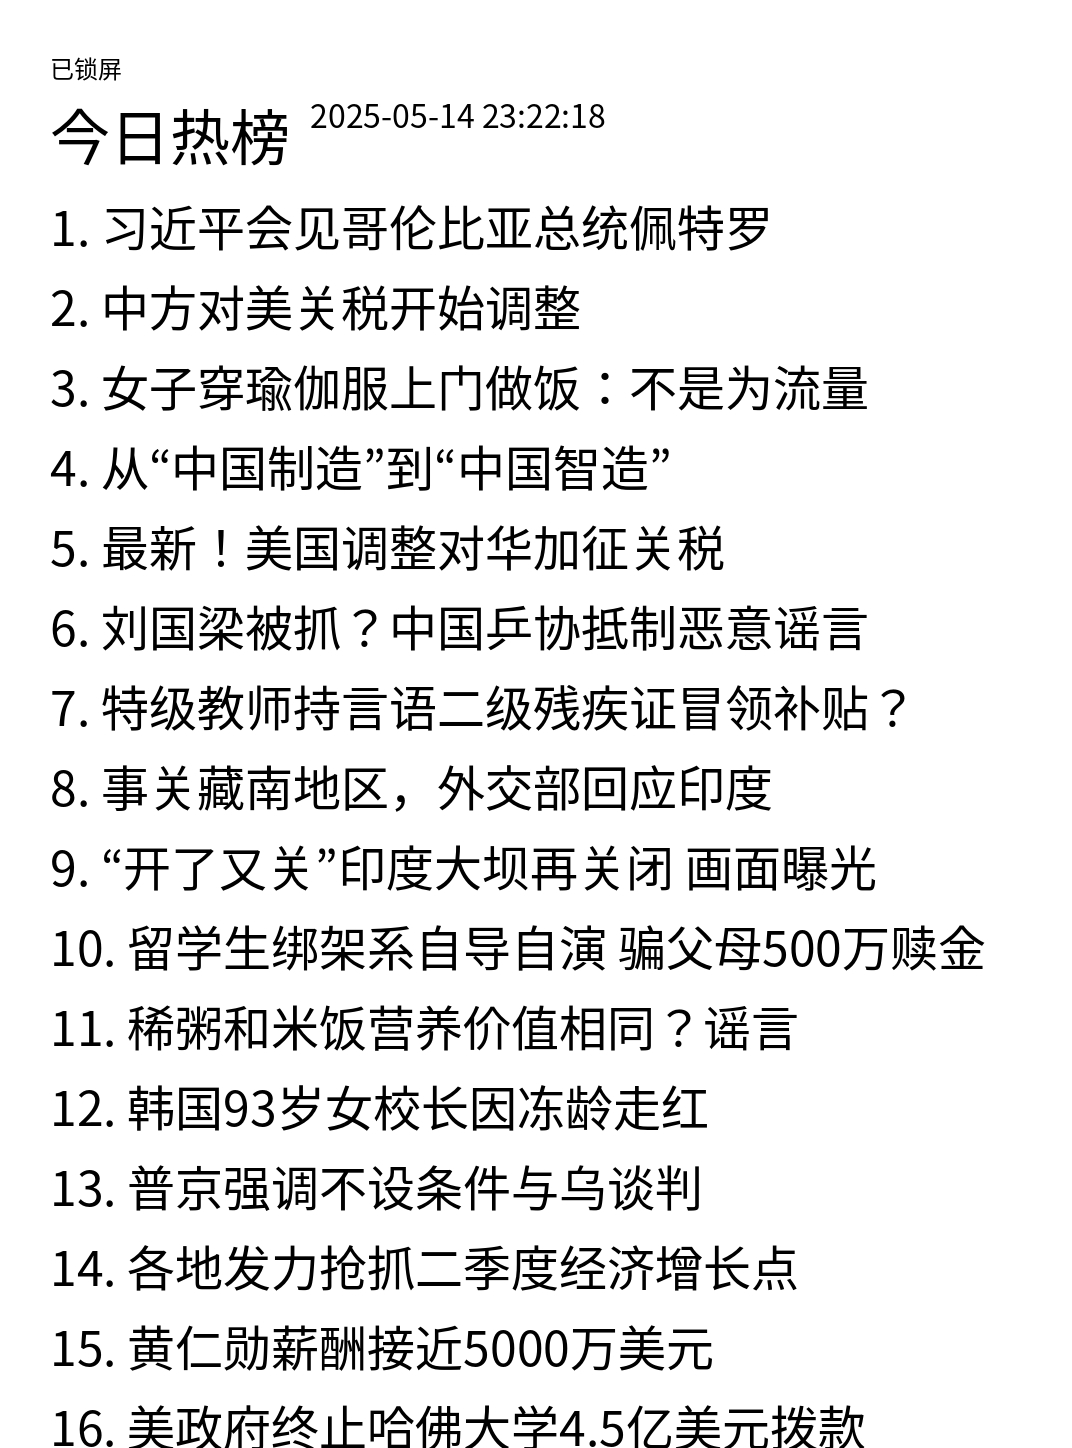 已锁屏
今日热榜 2025-05-14 23:22:18
1. 习近平会见哥伦比亚总统佩特罗
2. 中方对美关税开始调整
3. 女子穿瑜伽服上门做饭：不是为流量
4. 从“中国制造”到“中国智造”
5. 最新！美国调整对华加征关税
6. 刘国梁被抓？中国乒协抵制恶意谣言
7. 特级教师持言语二级残疾证冒领补贴？
8. 事关藏南地区，外交部回应印度
9. “开了又关”印度大坝再关闭 画面曝光
10. 留学生绑架系自导自演 骗父母500万赎金
11. 稀粥和米饭营养价值相同？谣言
12. 韩国93岁女校长因冻龄走红
13. 普京强调不设条件与乌谈判
14. 各地发力抢抓二季度经济增长点
15. 黄仁勋薪酬接近5000万美元
16. 美政府终止哈佛大学4.5亿美元拨款